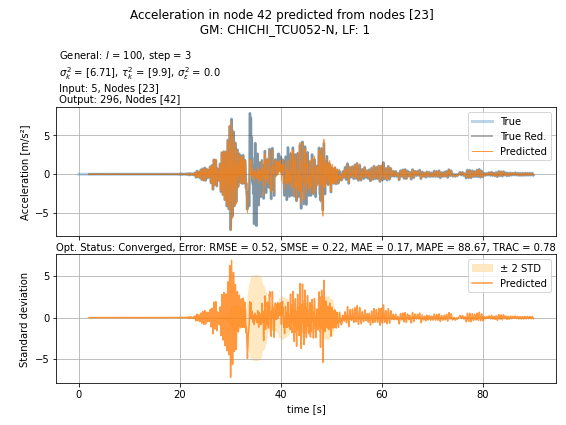 Acceleration in node 42 predicted from nodes [23]
GM: CHICHI_TCU052-N, LF: 1
General: l = 100, step = 3
σ²ₖ = [6.71], τ²ₖ = [9.9], σ²ε = 0.0
Input: 5, Nodes [23]
Output: 296, Nodes [42]
Acceleration [m/s²]
5
0
−5
True
True Red.
Predicted
Opt. Status: Converged, Error: RMSE = 0.52, SMSE = 0.22, MAE = 0.17, MAPE = 88.67, TRAC = 0.78
Standard deviation
5
0
−5
± 2 STD
Predicted
0 20 40 60 80
time [s]